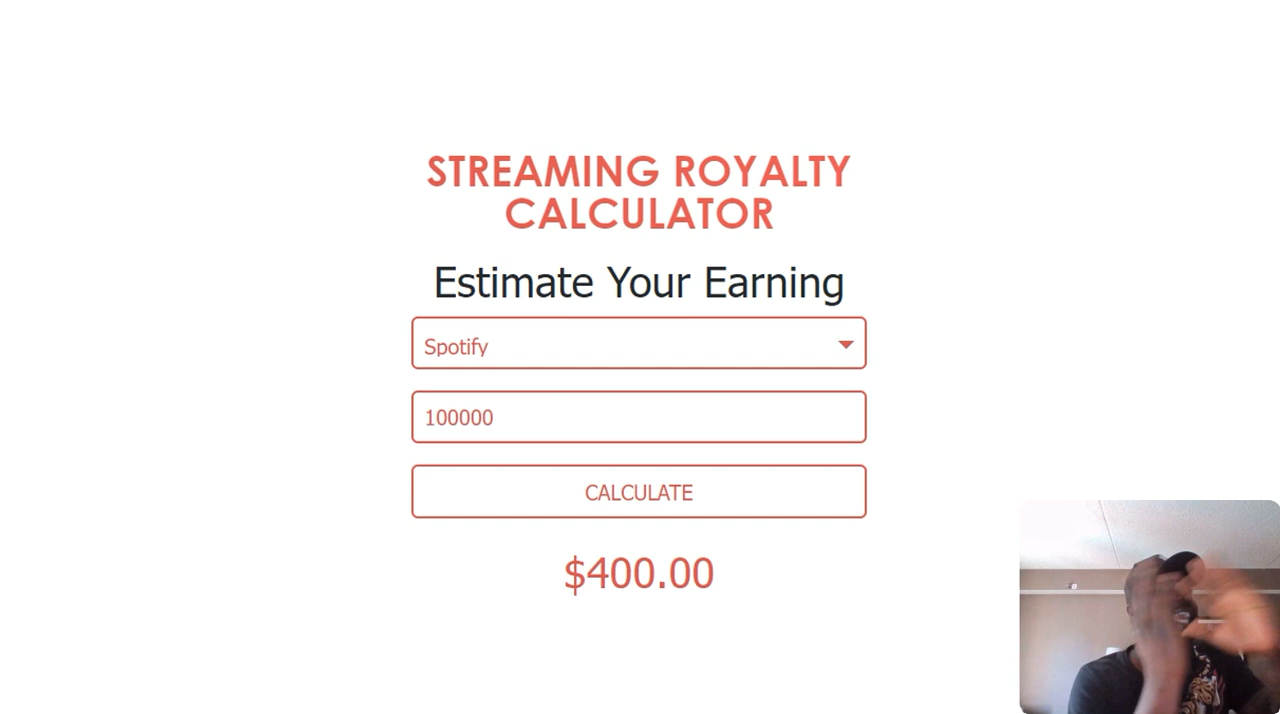 STREAMING ROYALTY
CALCULATOR
Estimate Your Earning
Spotify
100000
CALCULATE
$400.00